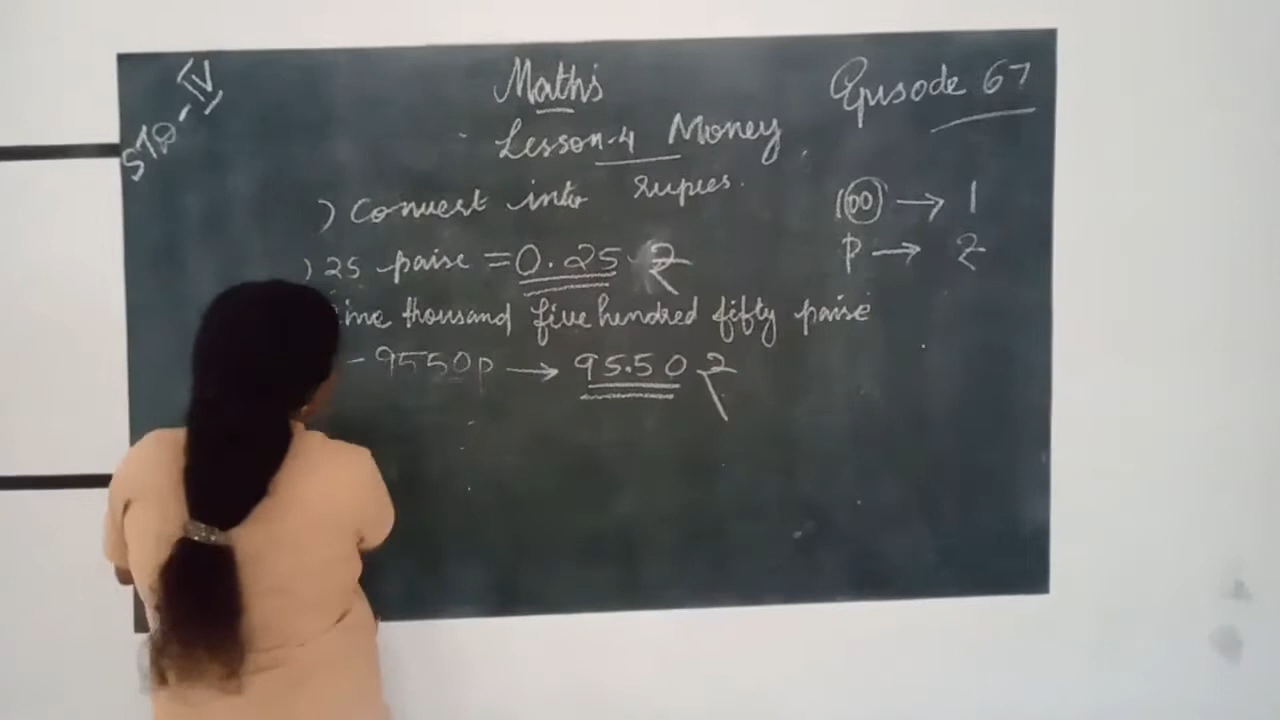 STD-IV
Maths
Episode 67
Lesson-4 Money
) Convert into rupees.
100 → 1
P → ₹
) 25 paise = 0.25 ₹
ine thousand five hundred fifty paise
- 9550p → 95.50 ₹